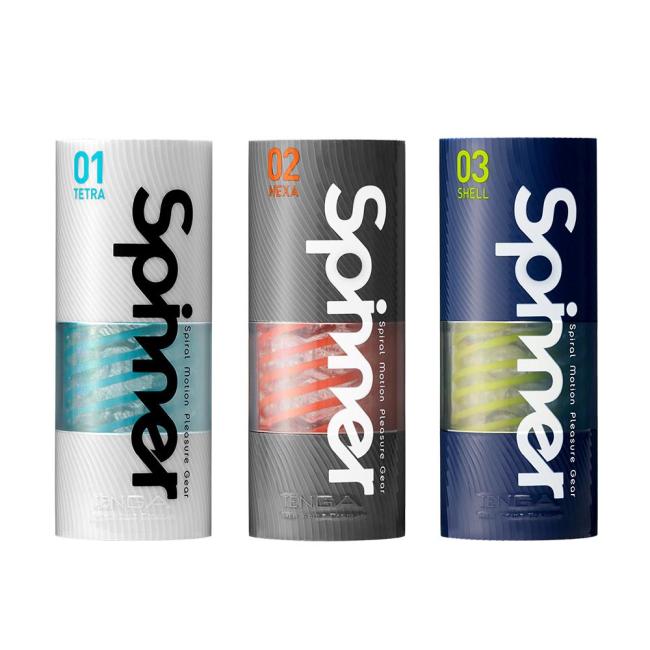 01
TETRA
Spinner
Spiral Motion Pleasure Gear
TENGA
02
HEXA
Spinner
Spiral Motion Pleasure Gear
TENGA
03
SHELL
Spinner
Spiral Motion Pleasure Gear
TENGA